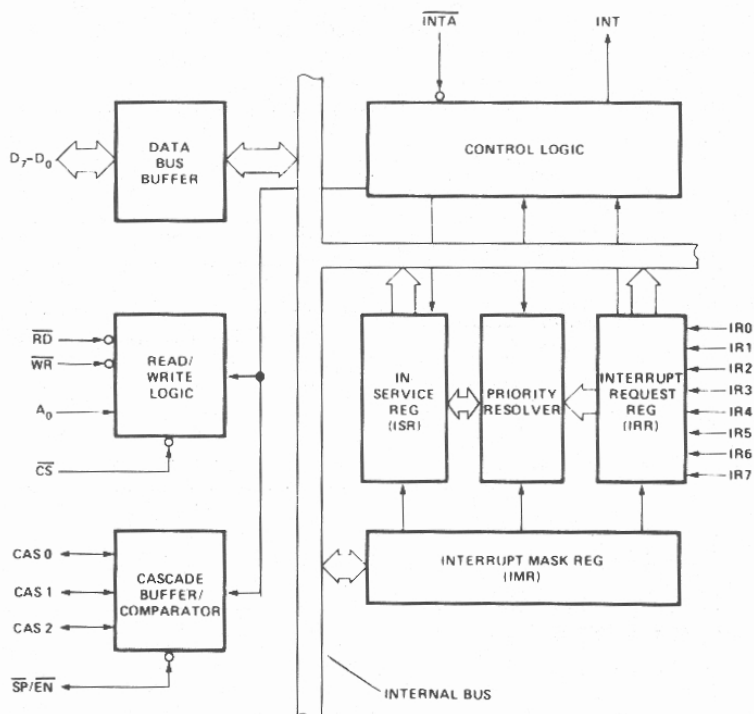 INTA
INT
DATA
BUS
BUFFER
D7-D0
CONTROL LOGIC
RD
WR
A0
CS
READ/
WRITE
LOGIC
IN
SERVICE
REG
(ISR)
PRIORITY
RESOLVER
INTERRUPT
REQUEST
REG
(IRR)
IR0
IR1
IR2
IR3
IR4
IR5
IR6
IR7
CAS 0
CAS 1
CAS 2
SP/EN
CASCADE
BUFFER/
COMPARATOR
INTERRUPT MASK REG
(IMR)
INTERNAL BUS